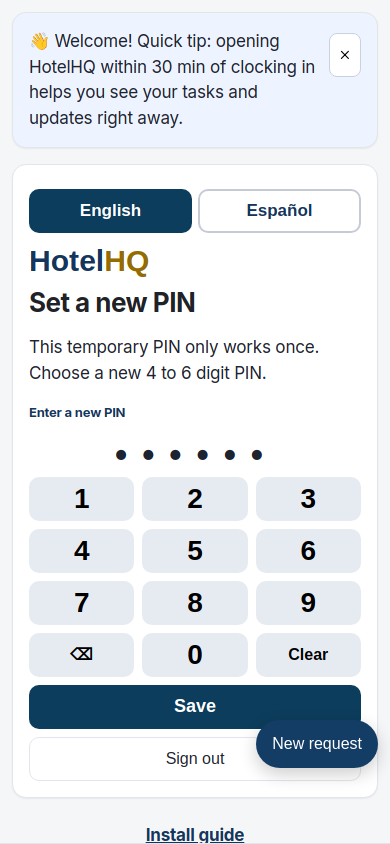 👋 Welcome! Quick tip: opening
HotelHQ within 30 min of clocking in
helps you see your tasks and
updates right away.
×
English
Español
HotelHQ
Set a new PIN
This temporary PIN only works once.
Choose a new 4 to 6 digit PIN.
Enter a new PIN
● ● ● ● ● ●
1 2 3
4 5 6
7 8 9
⌫ 0 Clear
Save
Sign out
New request
Install guide